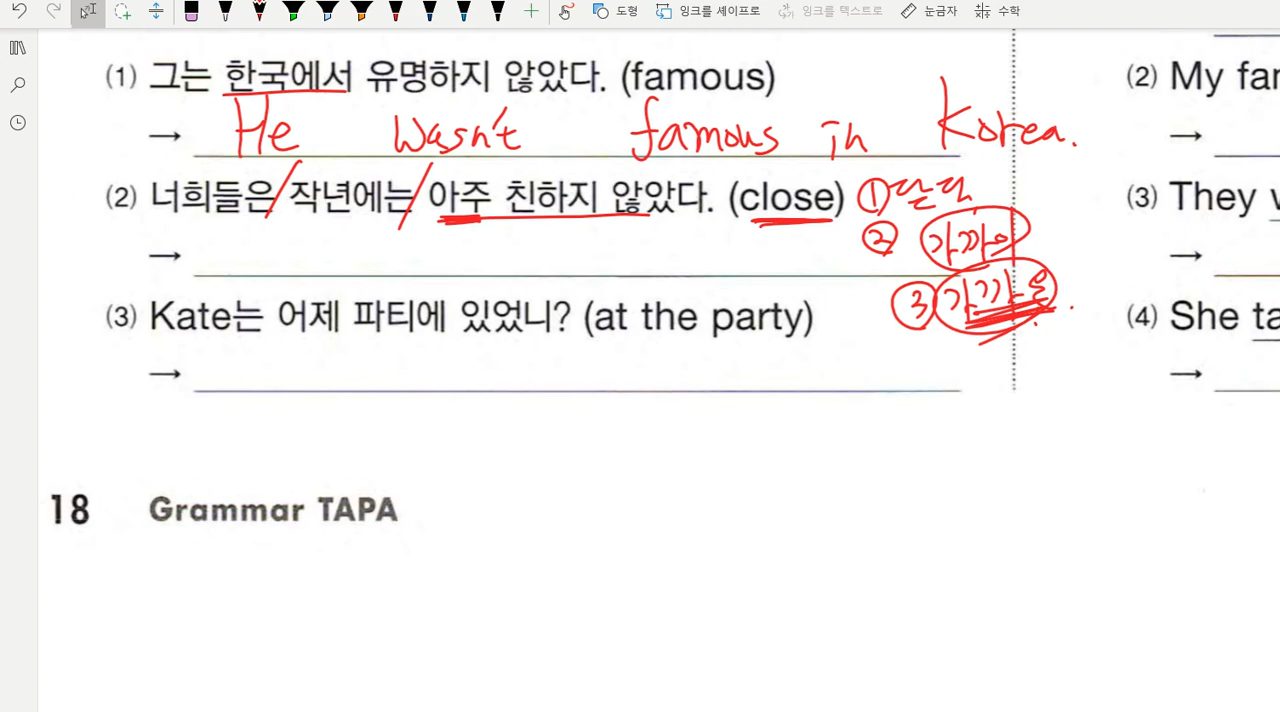 도형 잉크를 셰이프로 잉크를 텍스트로 눈금자 수학
(1) 그는 한국에서 유명하지 않았다. (famous)
→ He wasn't famous in Korea.
(2) 너희들은/작년에는/아주 친하지 않았다. (close) ① 닫다
② 가까이
→
③ 가까운.
(3) Kate는 어제 파티에 있었니? (at the party)
→
(2) My far
→
(3) They
→
(4) She ta
→
18 Grammar TAPA